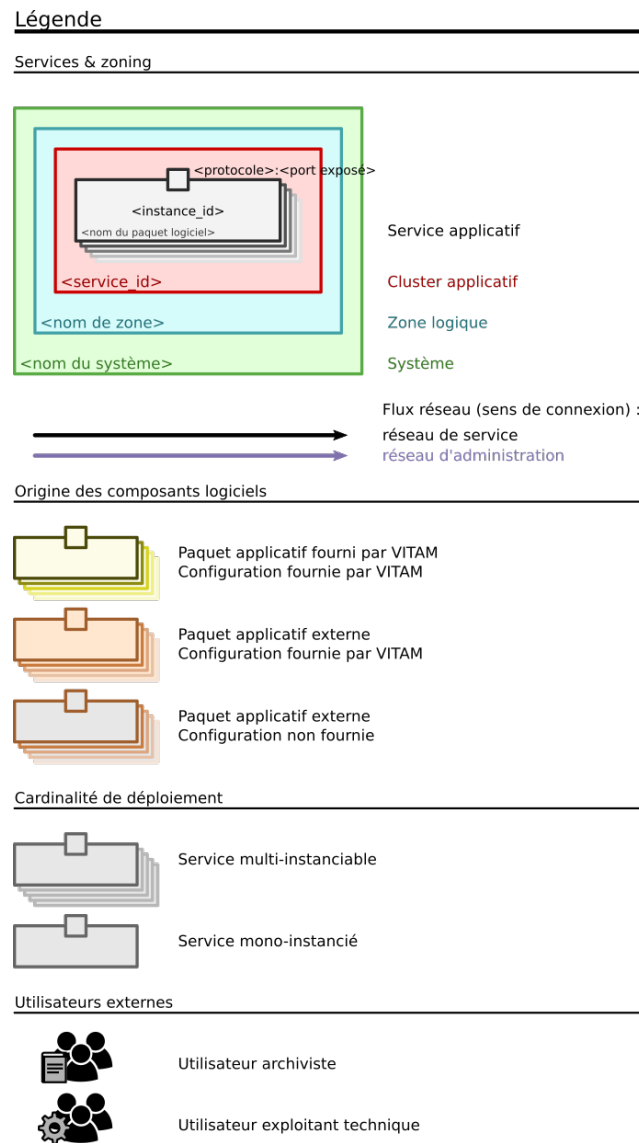 Légende
Services & zoning
<protocole>:<port exposé>
<instance_id>
<nom du paquet logiciel>
Service applicatif
<service_id>
Cluster applicatif
<nom de zone>
Zone logique
<nom du système>
Système
Flux réseau (sens de connexion) :
réseau de service
réseau d'administration
Origine des composants logiciels
Paquet applicatif fourni par VITAM
Configuration fournie par VITAM
Paquet applicatif externe
Configuration fournie par VITAM
Paquet applicatif externe
Configuration non fournie
Cardinalité de déploiement
Service multi-instanciable
Service mono-instancié
Utilisateurs externes
Utilisateur archiviste
Utilisateur exploitant technique